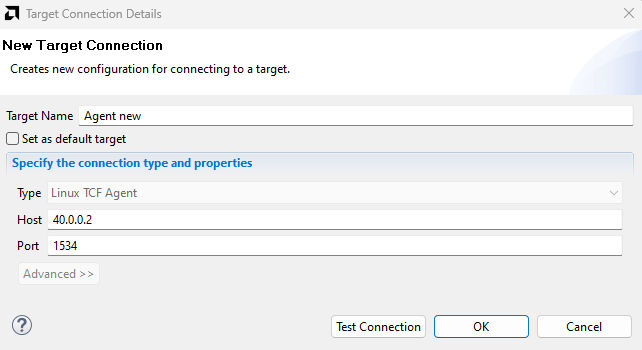 Target Connection Details
New Target Connection
Creates new configuration for connecting to a target.
Target Name Agent new
Set as default target
Specify the connection type and properties
Type Linux TCF Agent
Host 40.0.0.2
Port 1534
Advanced >>
? Test Connection OK Cancel